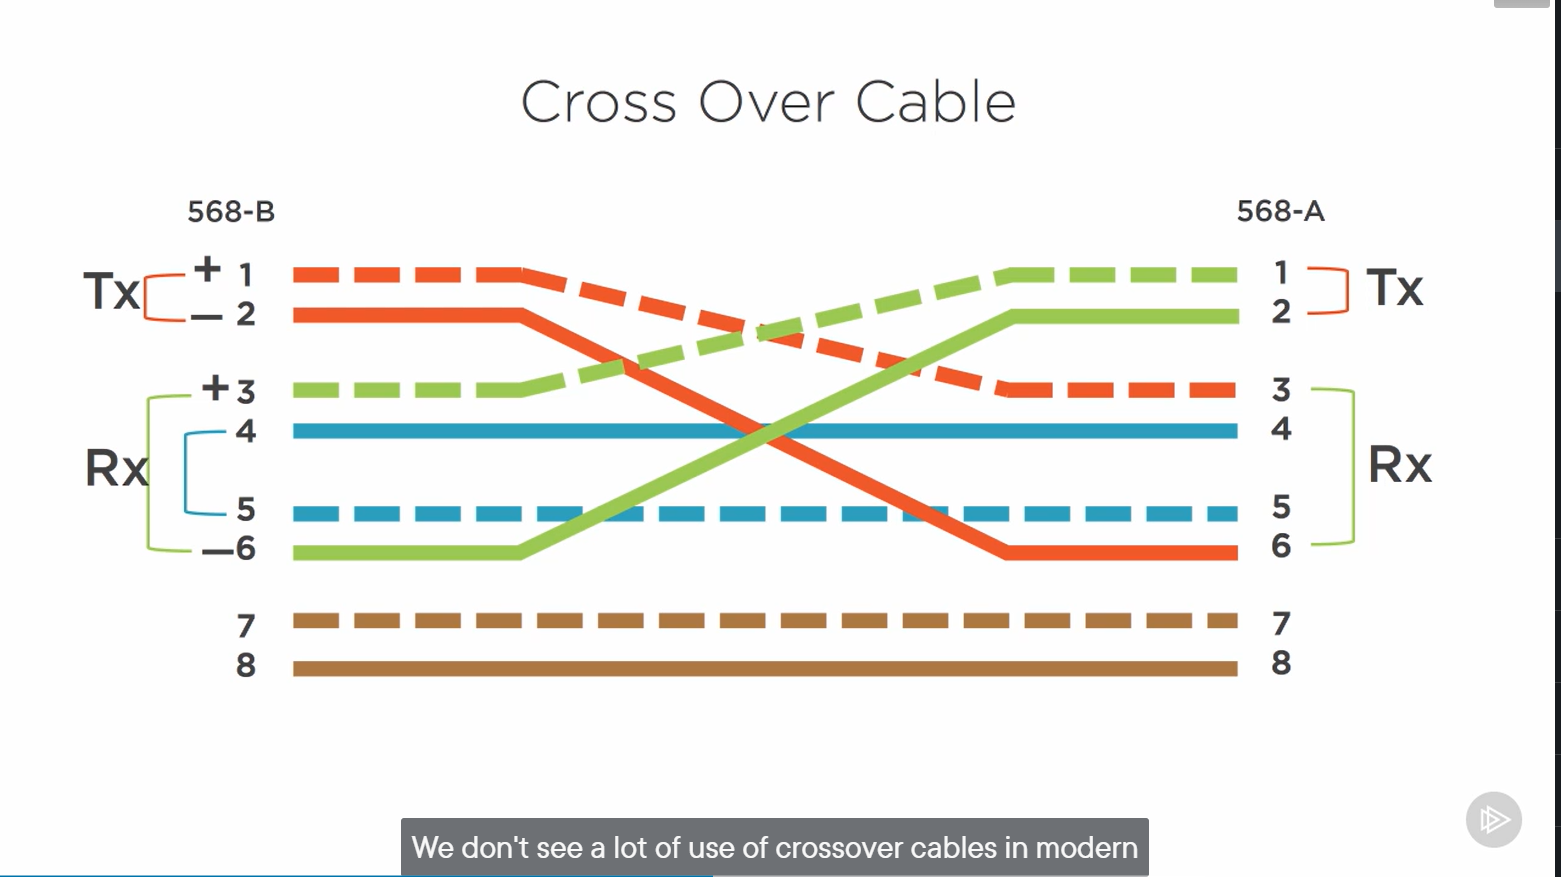 Cross Over Cable
568-B
568-A
Tx + 1
− 2
+ 3
Rx 4
5
−6
7
8
1 Tx
2
3
4 Rx
5
6
7
8
We don't see a lot of use of crossover cables in modern